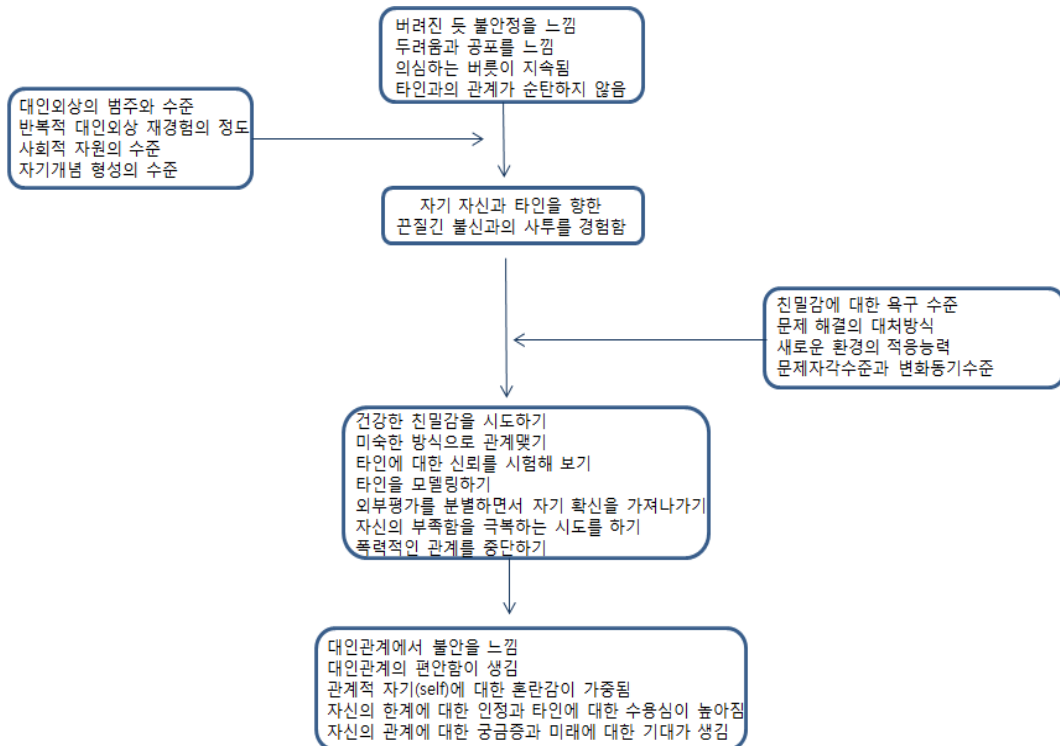 버려진 듯 불안정을 느낌
두려움과 공포를 느낌
의심하는 버릇이 지속됨
타인과의 관계가 순탄하지 않음
대인외상의 범주와 수준
반복적 대인외상 재경험의 정도
사회적 자원의 수준
자기개념 형성의 수준
자기 자신과 타인을 향한
끈질긴 불신과의 사투를 경험함
친밀감에 대한 욕구 수준
문제 해결의 대처방식
새로운 환경의 적응능력
문제자각수준과 변화동기수준
건강한 친밀감을 시도하기
미숙한 방식으로 관계맺기
타인에 대한 신뢰를 시험해 보기
타인을 모델링하기
외부평가를 분별하면서 자기 확신을 가져나가기
자신의 부족함을 극복하는 시도를 하기
폭력적인 관계를 중단하기
대인관계에서 불안을 느낌
대인관계의 편안함이 생김
관계적 자기(self)에 대한 혼란감이 가중됨
자신의 한계에 대한 인정과 타인에 대한 수용심이 높아짐
자신의 관계에 대한 궁금증과 미래에 대한 기대가 생김